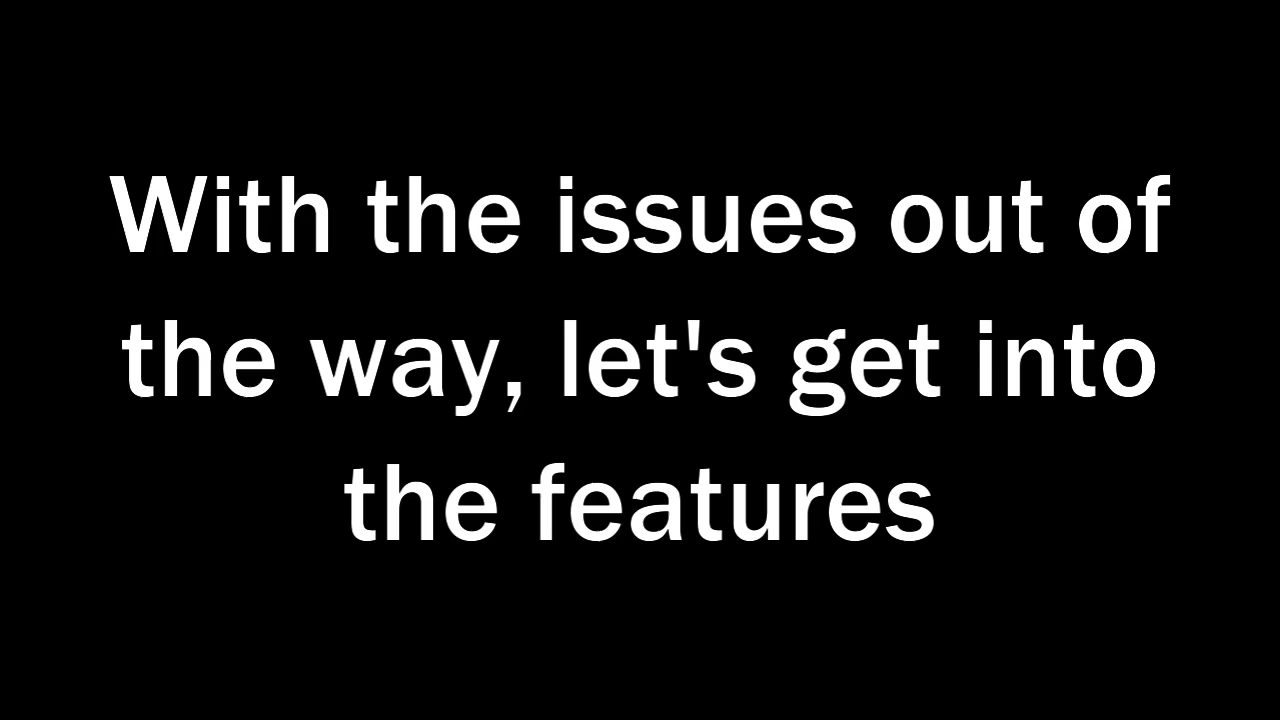 With the issues out of
the way, let's get into
the features